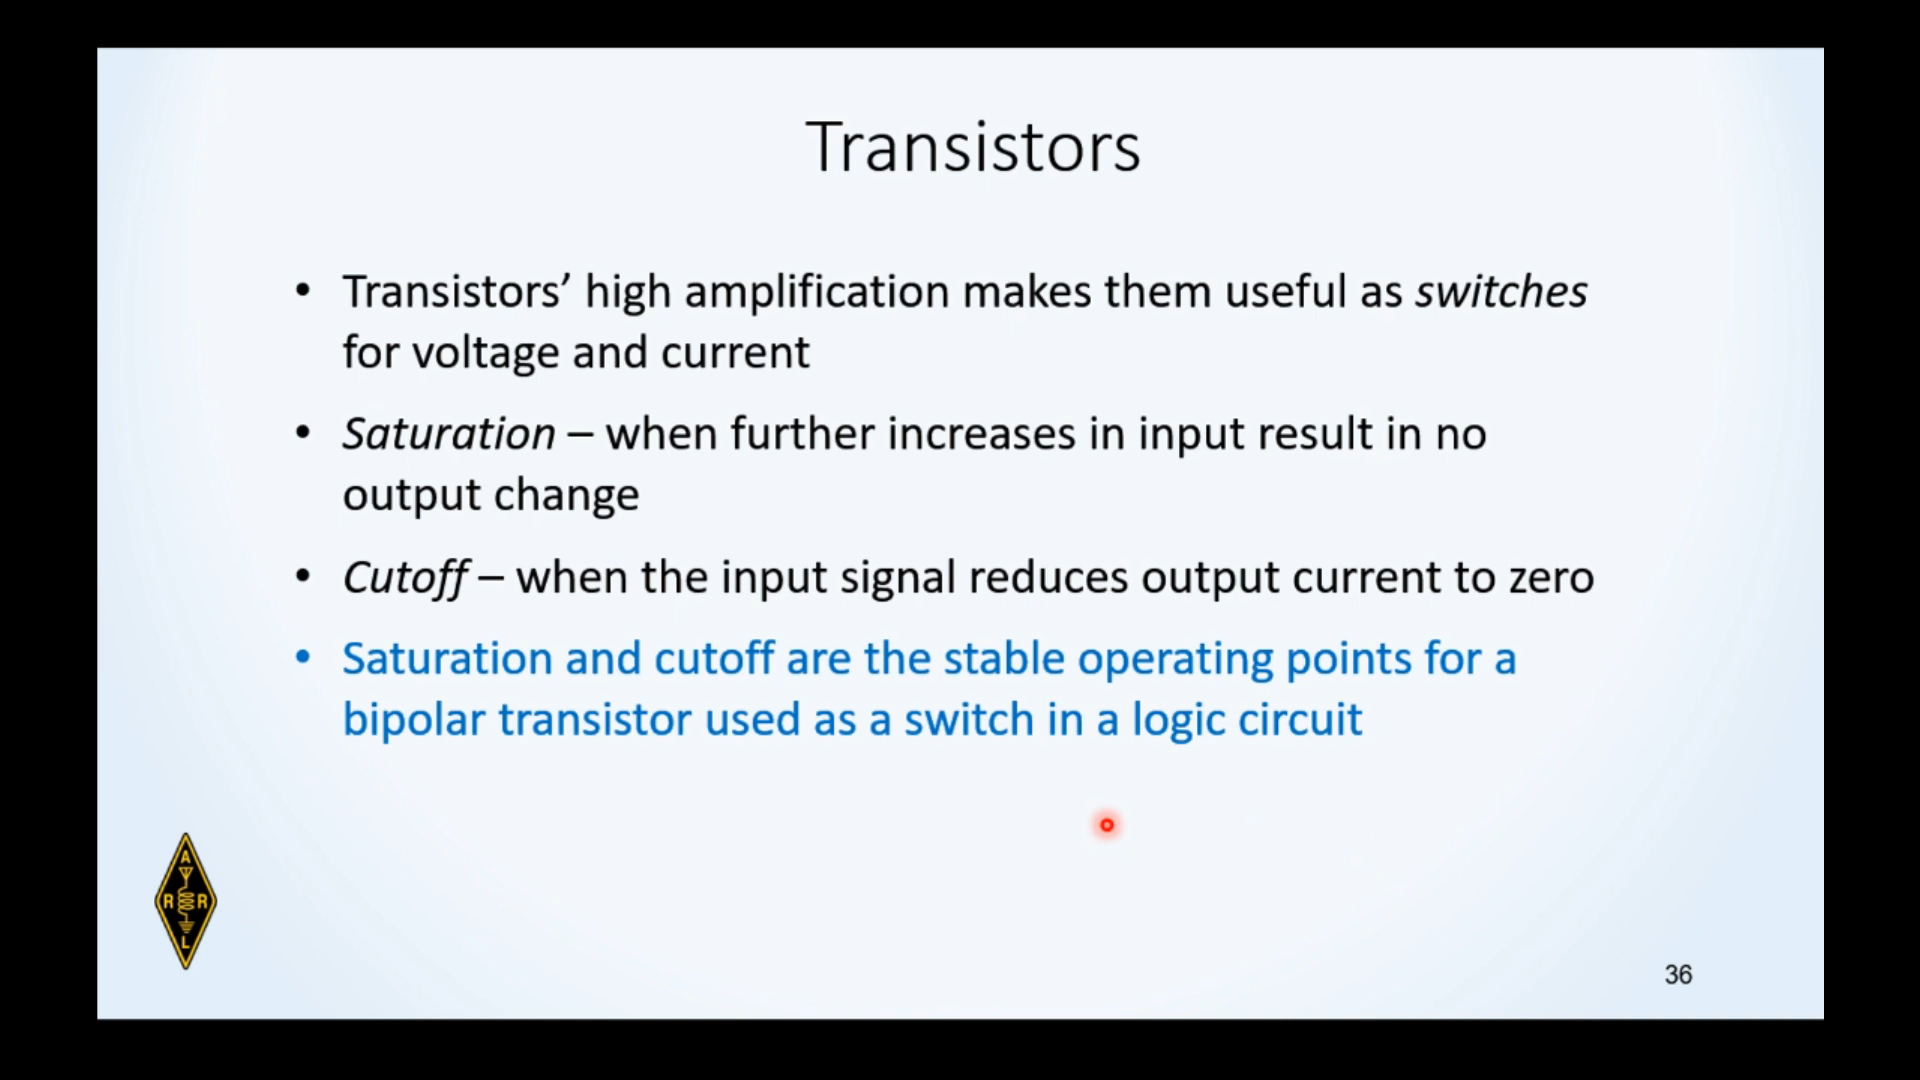 Transistors
• Transistors’ high amplification makes them useful as switches
for voltage and current
• Saturation – when further increases in input result in no
output change
• Cutoff – when the input signal reduces output current to zero
• Saturation and cutoff are the stable operating points for a
bipolar transistor used as a switch in a logic circuit
A
R R
L
36